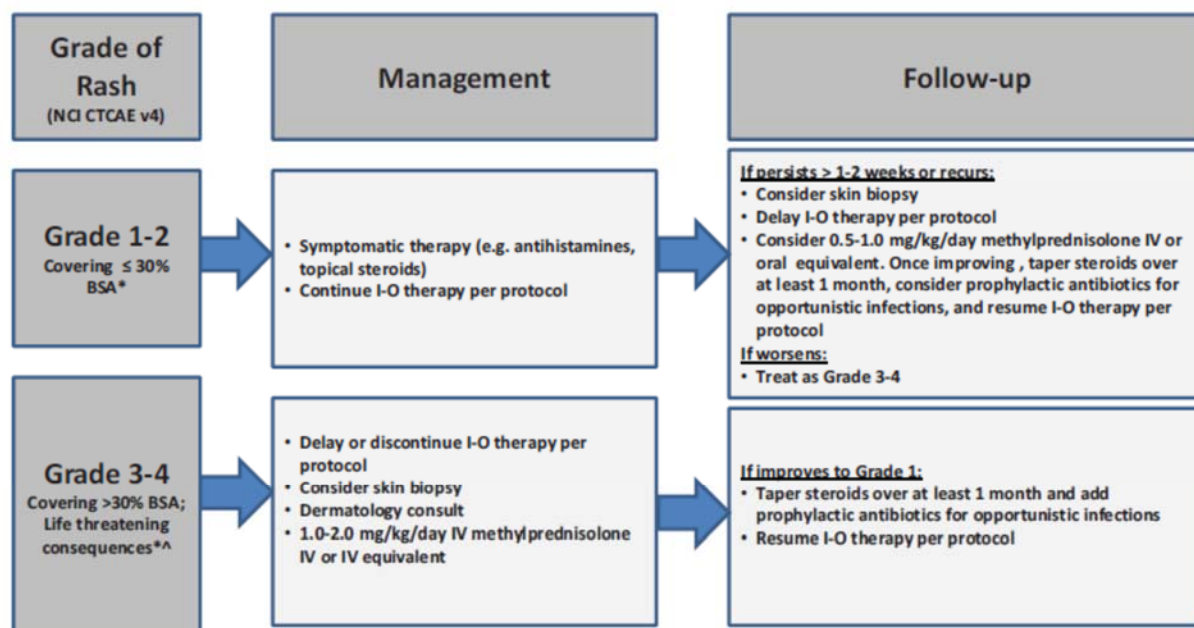 Grade of
Rash
(NCI CTCAE v4)
Management
Follow-up
Grade 1-2
Covering ≤ 30%
BSA*
• Symptomatic therapy (e.g. antihistamines,
topical steroids)
• Continue I-O therapy per protocol
If persists > 1-2 weeks or recurs:
• Consider skin biopsy
• Delay I-O therapy per protocol
• Consider 0.5-1.0 mg/kg/day methylprednisolone IV or
oral equivalent. Once improving , taper steroids over
at least 1 month, consider prophylactic antibiotics for
opportunistic infections, and resume I-O therapy per
protocol
If worsens:
• Treat as Grade 3-4
Grade 3-4
Covering >30% BSA;
Life threatening
consequences*^
• Delay or discontinue I-O therapy per
protocol
• Consider skin biopsy
• Dermatology consult
• 1.0-2.0 mg/kg/day IV methylprednisolone
IV or IV equivalent
If improves to Grade 1:
• Taper steroids over at least 1 month and add
prophylactic antibiotics for opportunistic infections
• Resume I-O therapy per protocol